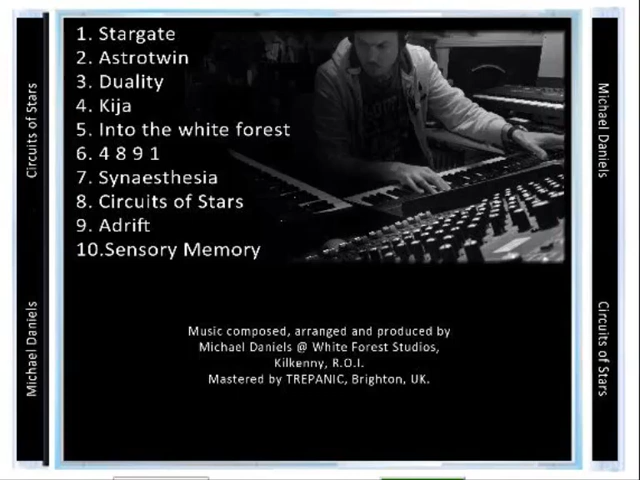 1. Stargate
2. Astrotwin
3. Duality
4. Kija
5. Into the white forest
6. 4 8 9 1
7. Synaesthesia
8. Circuits of Stars
9. Adrift
10.Sensory Memory
Music composed, arranged and produced by
Michael Daniels @ White Forest Studios,
Kilkenny, R.O.I.
Mastered by TREPANIC, Brighton, UK.
Circuits of Stars
Michael Daniels
Michael Daniels
Circuits of Stars